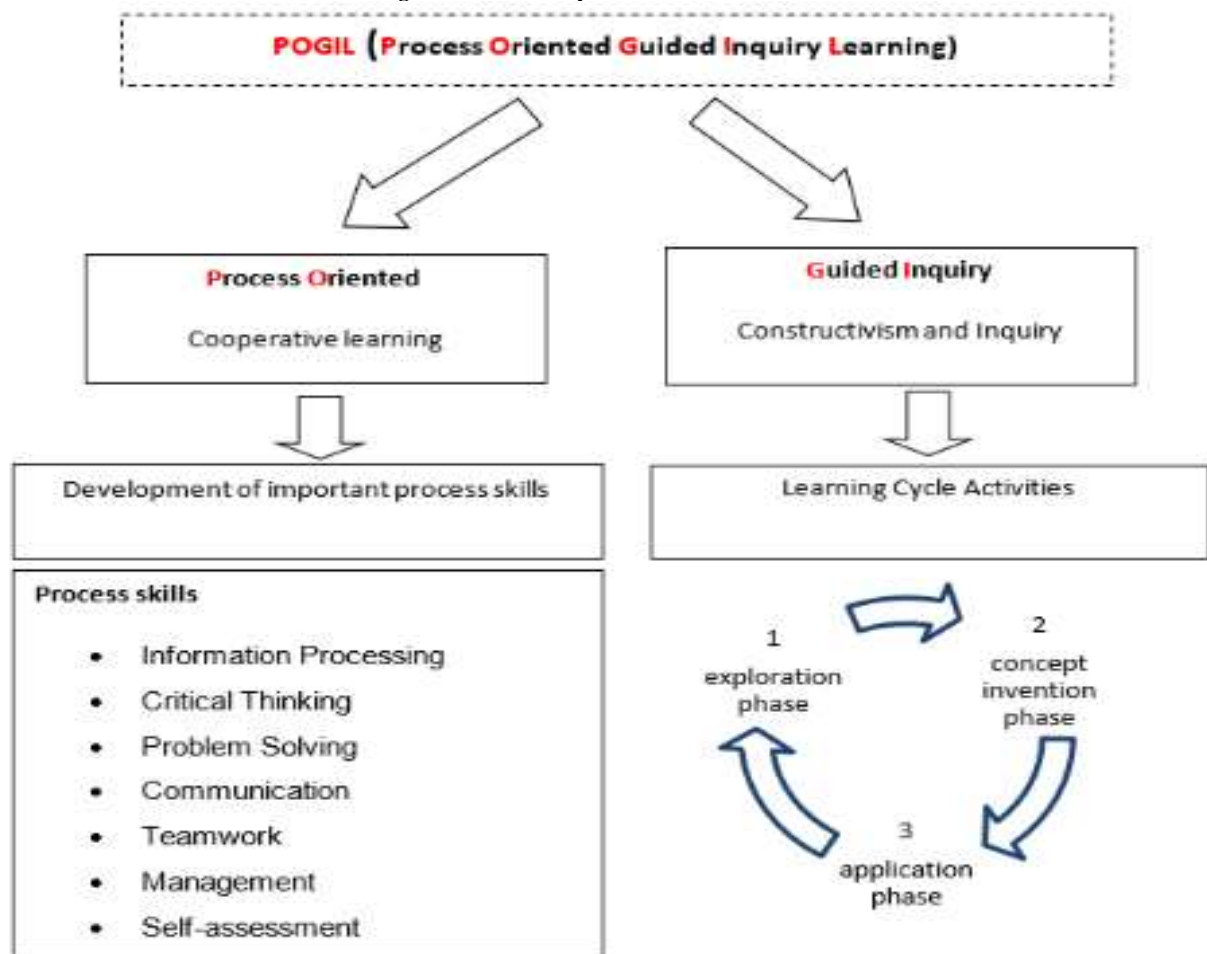 POGIL (Process Oriented Guided Inquiry Learning)
Process Oriented
Cooperative learning
Guided Inquiry
Constructivism and Inquiry
Development of important process skills
Learning Cycle Activities
Process skills
• Information Processing
• Critical Thinking
• Problem Solving
• Communication
• Teamwork
• Management
• Self-assessment
1
exploration
phase
2
concept
invention
phase
3
application
phase